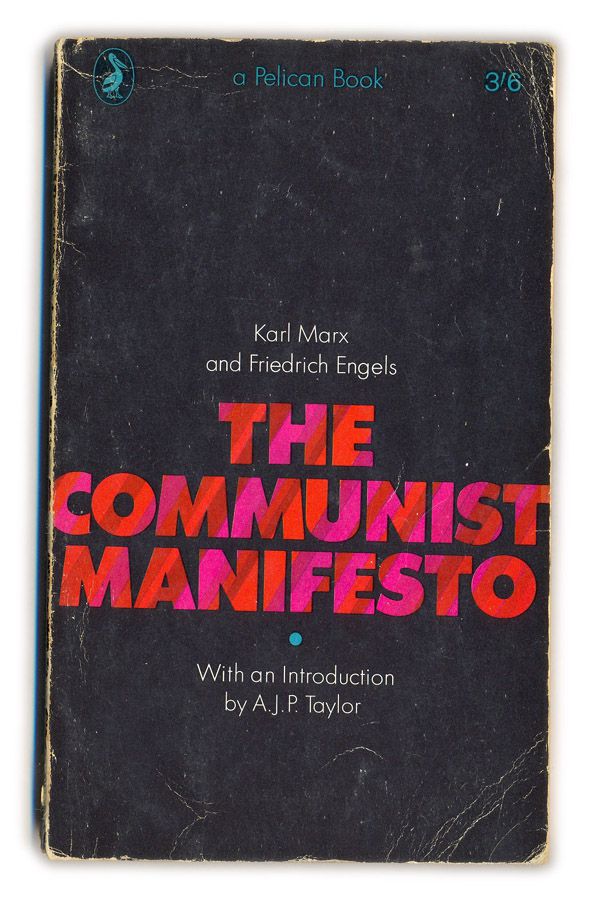 a Pelican Book
3/6
Karl Marx
and Friedrich Engels
THE
COMMUNIST
MANIFESTO
With an Introduction
by A.J.P. Taylor